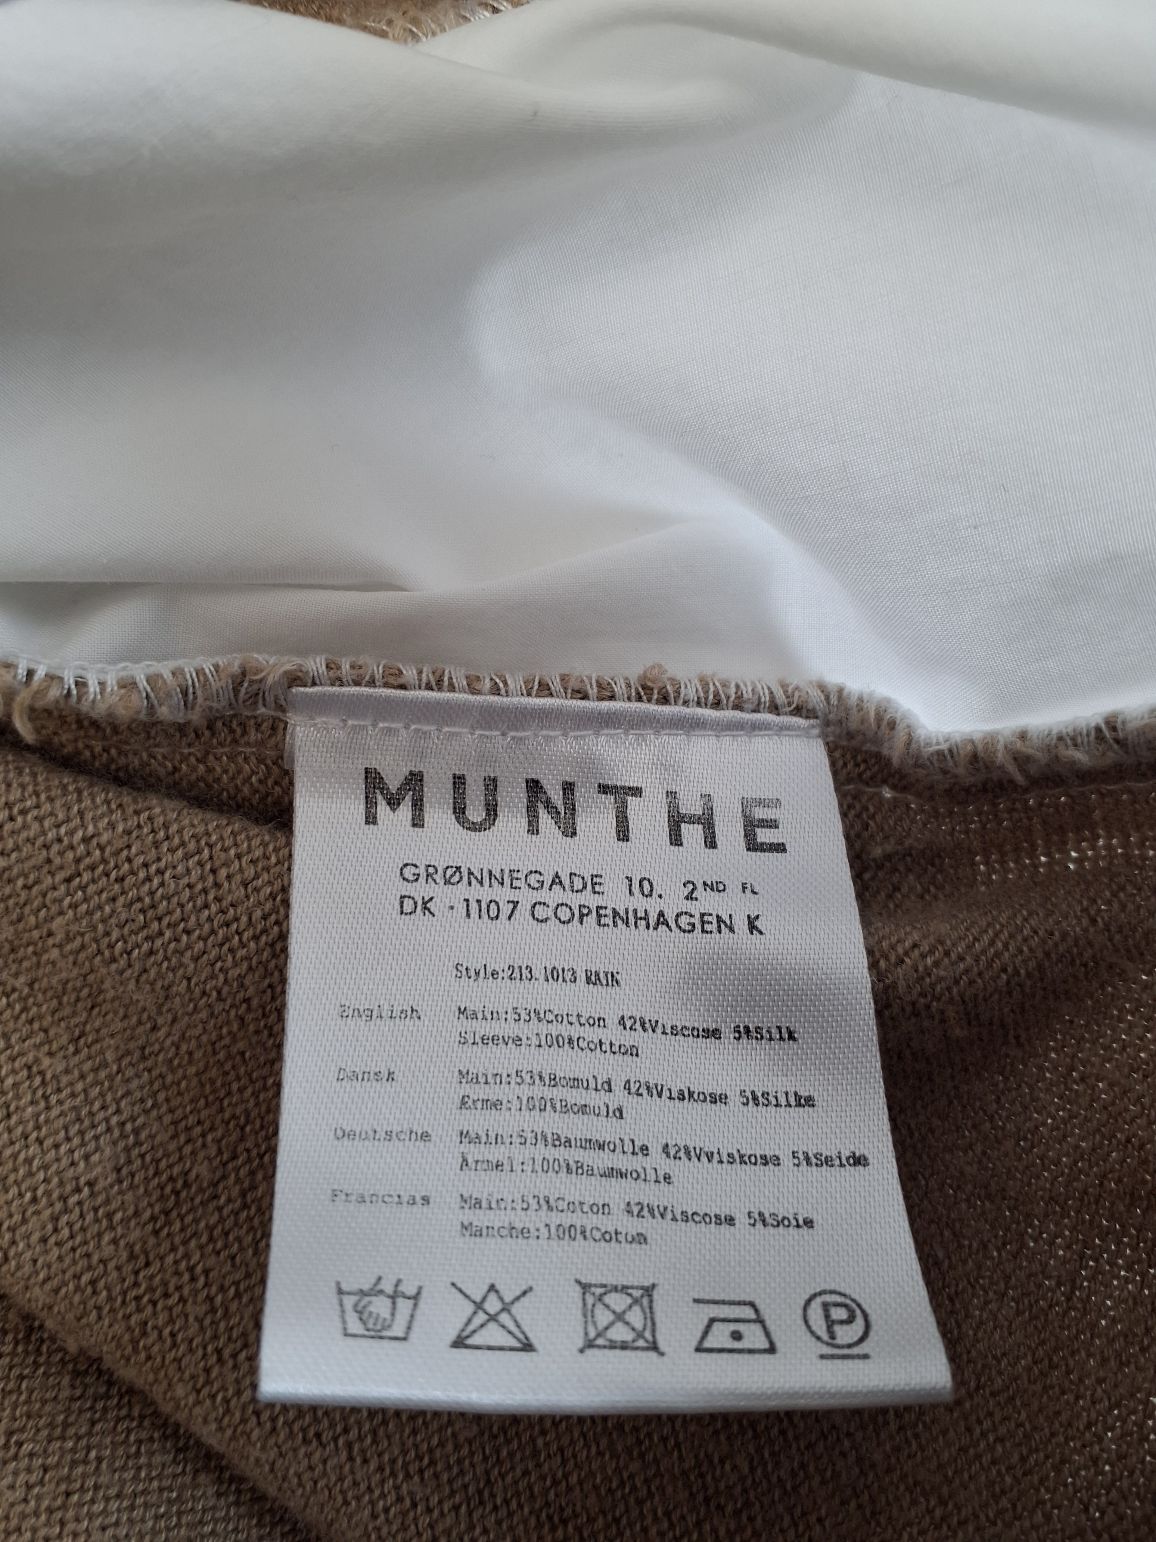 MUNTHE
GRØNNEGADE 10. 2ND FL
DK · 1107 COPENHAGEN K
Style:213.1013 RAIN
English Main:53%Cotton 42%Viscose 5%Silk
Sleeve:100%Cotton
Dansk Main:53%Bomuld 42%Viskose 5%Silke
Ærme:100%Bomuld
Deutsche Main:53%Baumwolle 42%Vviskose 5%Seide
Ärmel:100%Baumwolle
Francias Main:53%Coton 42%Viscose 5%Soie
Manche:100%Coton
P